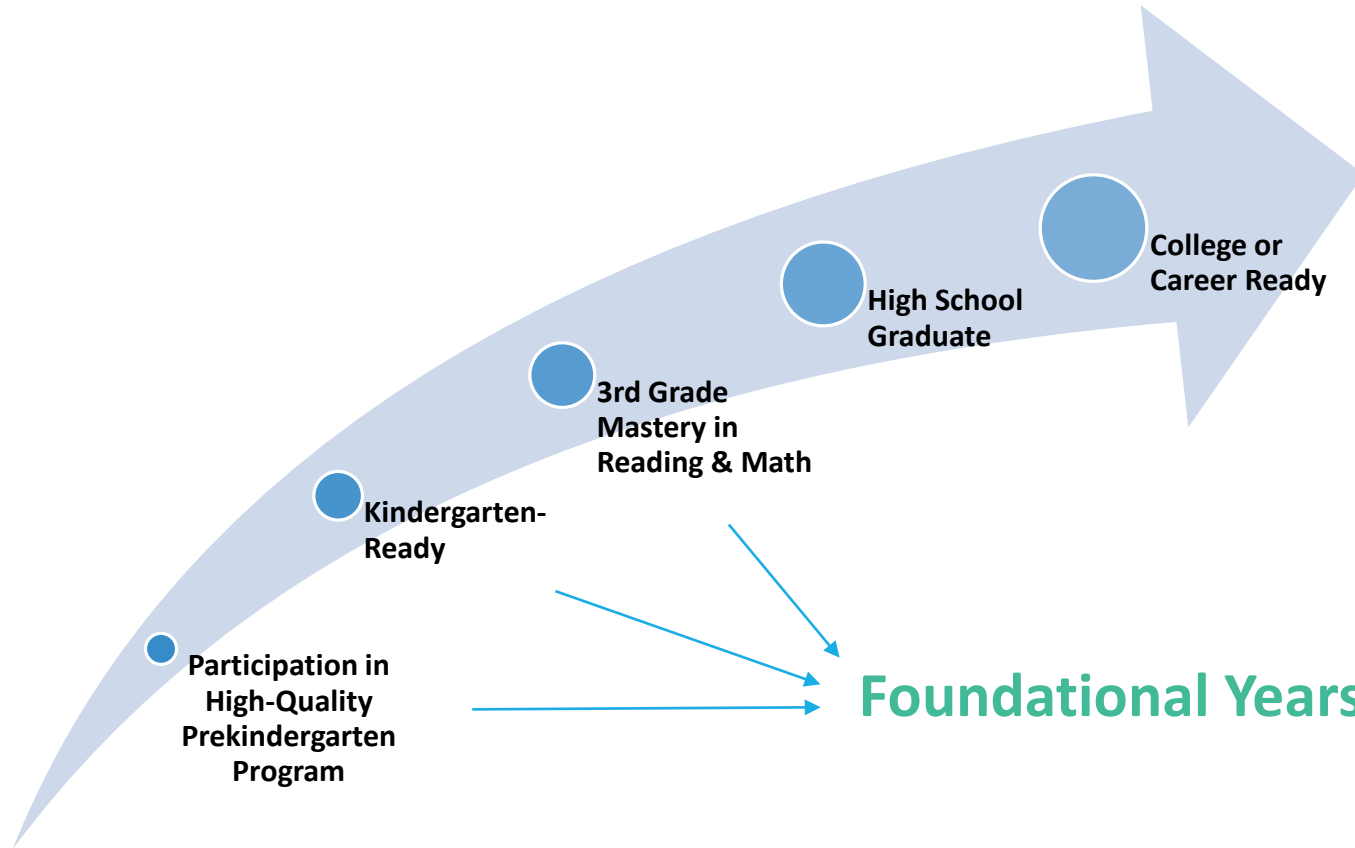 College or
Career Ready
High School
Graduate
3rd Grade
Mastery in
Reading & Math
Kindergarten-
Ready
Participation in
High-Quality
Prekindergarten
Program
Foundational Years